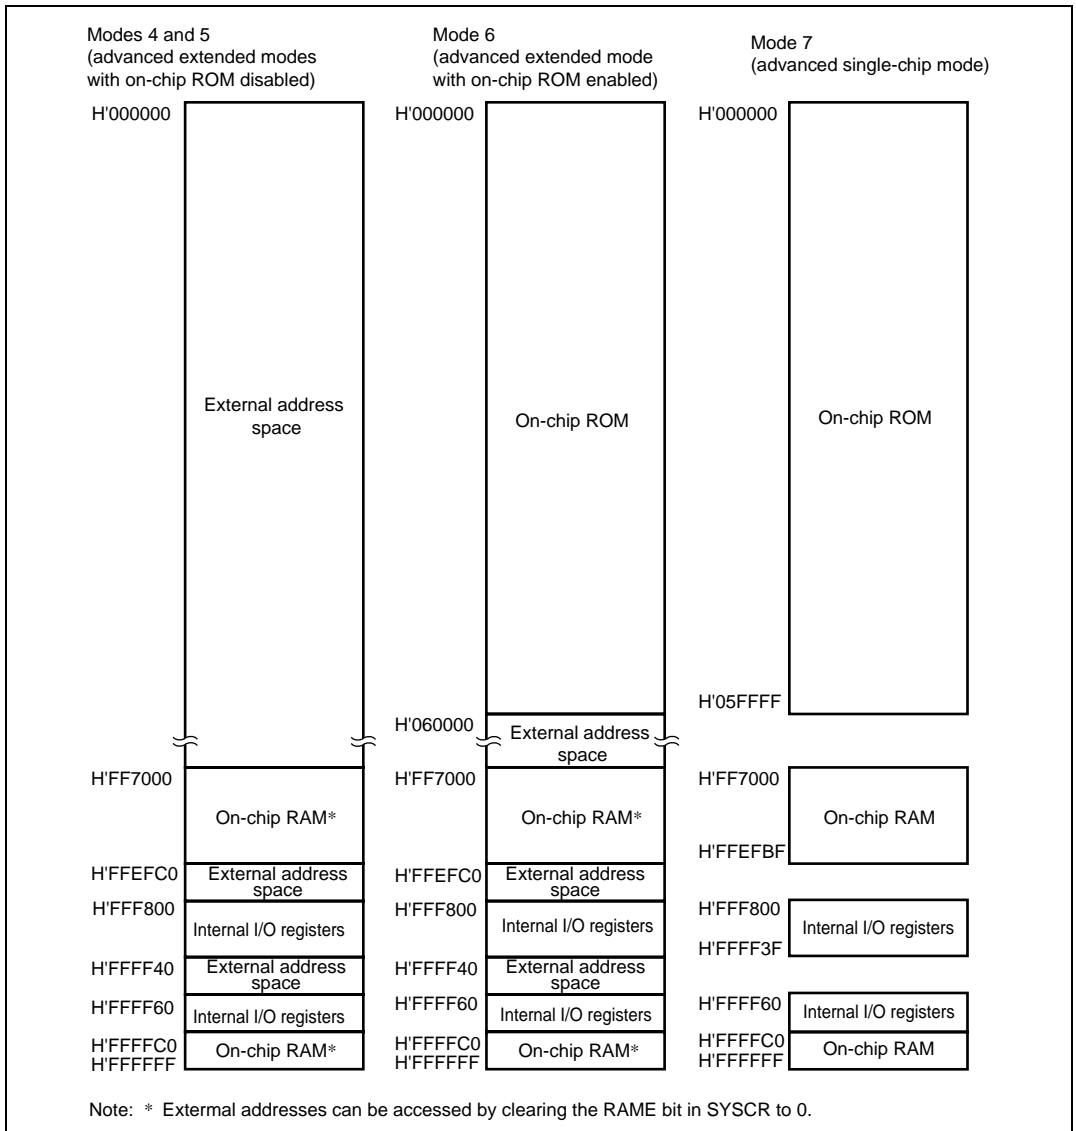 Modes 4 and 5
(advanced extended modes
with on-chip ROM disabled)
H'000000
External address
space
H'FF7000
On-chip RAM*
H'FFEFC0
External address
space
H'FFF800
Internal I/O registers
H'FFFF40
External address
space
H'FFFF60
Internal I/O registers
H'FFFFC0
On-chip RAM*
H'FFFFFF
Mode 6
(advanced extended mode
with on-chip ROM enabled)
H'000000
On-chip ROM
H'060000
External address
space
H'FF7000
On-chip RAM*
H'FFEFC0
External address
space
H'FFF800
Internal I/O registers
H'FFFF40
External address
space
H'FFFF60
Internal I/O registers
H'FFFFC0
On-chip RAM*
H'FFFFFF
Mode 7
(advanced single-chip mode)
H'000000
On-chip ROM
H'05FFFF
H'FF7000
On-chip RAM
H'FFEFBF
H'FFF800
Internal I/O registers
H'FFFF3F
H'FFFF60
Internal I/O registers
H'FFFFC0
On-chip RAM
H'FFFFFF
Note: * Extermal addresses can be accessed by clearing the RAME bit in SYSCR to 0.